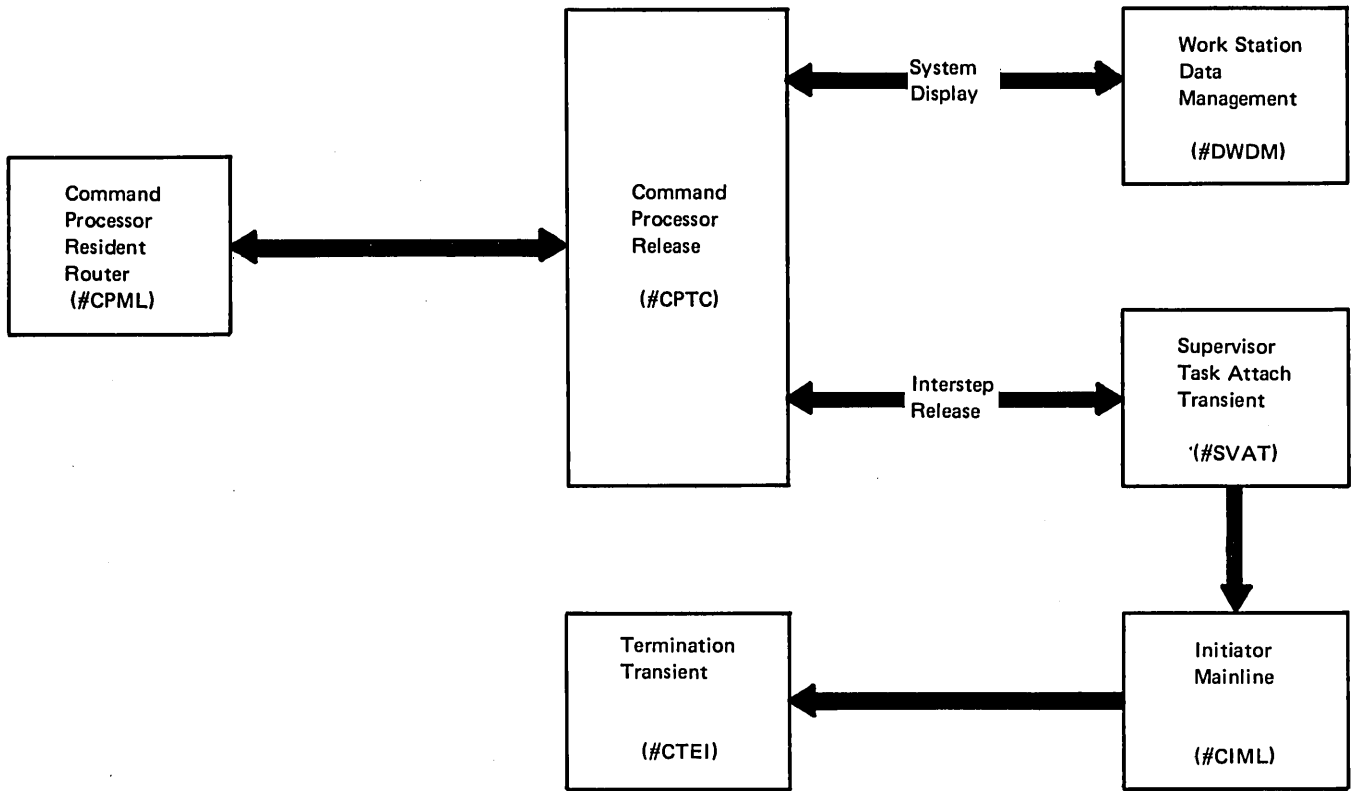 Command
Processor
Resident
Router
(#CPML)
Command
Processor
Release
(#CPTC)
System
Display
Work Station
Data
Management
(#DWDM)
Interstep
Release
Supervisor
Task Attach
Transient
(#SVAT)
Termination
Transient
(#CTEI)
Initiator
Mainline
(#CIML)